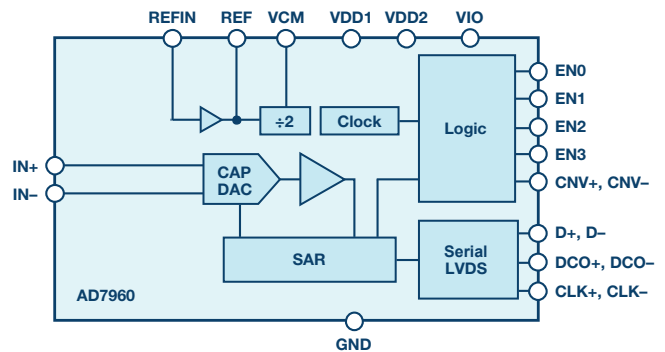 REFIN REF VCM VDD1 VDD2 VIO
EN0
EN1
EN2
EN3
CNV+, CNV–
÷2
Clock
Logic
IN+
IN–
CAP
DAC
SAR
Serial
LVDS
D+, D–
DCO+, DCO–
CLK+, CLK–
AD7960
GND